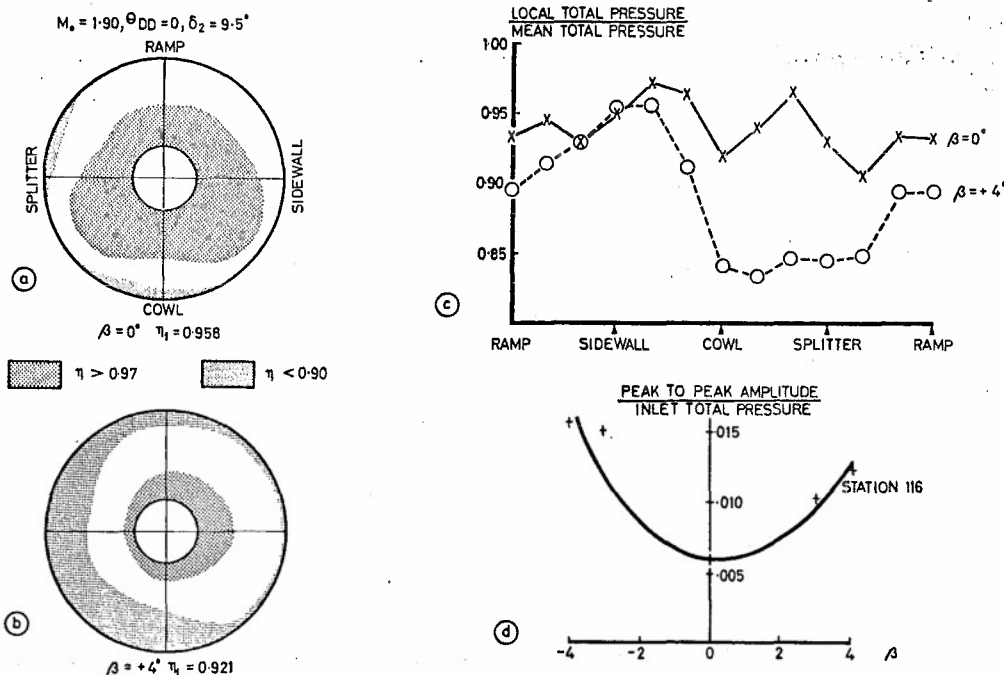 M₀ = 1·90, ΘDD = 0, δ₂ = 9·5°
RAMP
SPLITTER
SIDEWALL
COWL
ⓐ
β = 0° η₁ = 0.958
η > 0·97
η < 0·90
ⓑ
β = +4° η₁ = 0.921
LOCAL TOTAL PRESSURE
MEAN TOTAL PRESSURE
1·00
0·95
0·90
0·85
β = 0°
β = + 4°
ⓒ
RAMP SIDEWALL COWL SPLITTER RAMP
PEAK TO PEAK AMPLITUDE
INLET TOTAL PRESSURE
·015
·010
·005
STATION 116
ⓓ
-4 -2 0 2 4 β